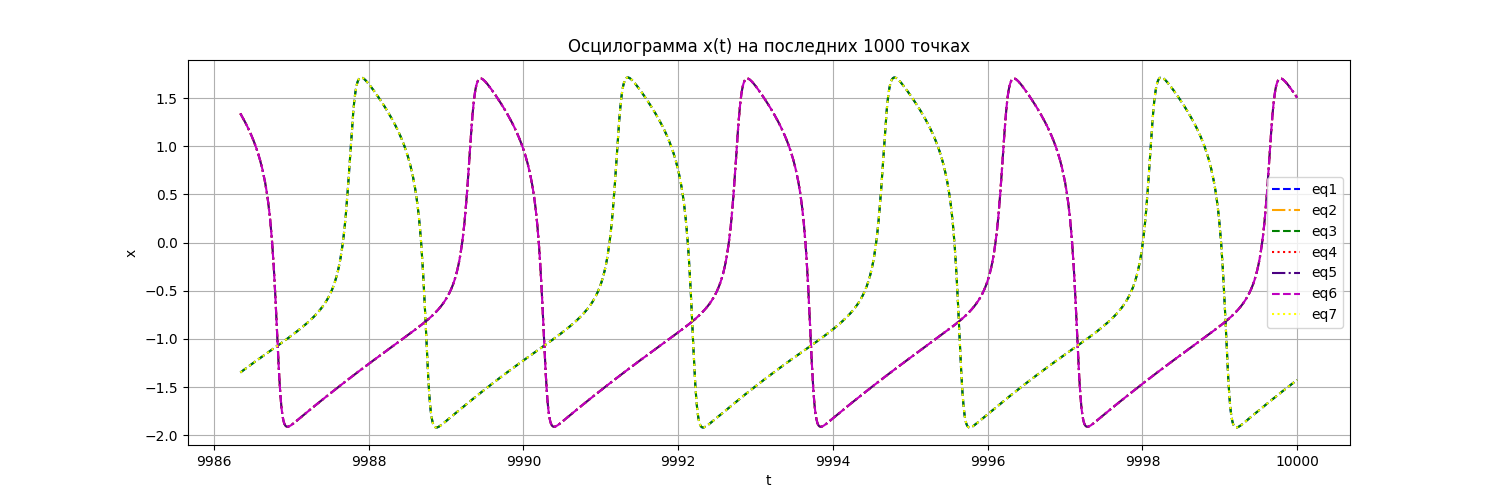 Осцилограмма x(t) на последних 1000 точках
x
1.5
1.0
0.5
0.0
−0.5
−1.0
−1.5
−2.0
eq1
eq2
eq3
eq4
eq5
eq6
eq7
9986
9988
9990
9992
9994
9996
9998
10000
t